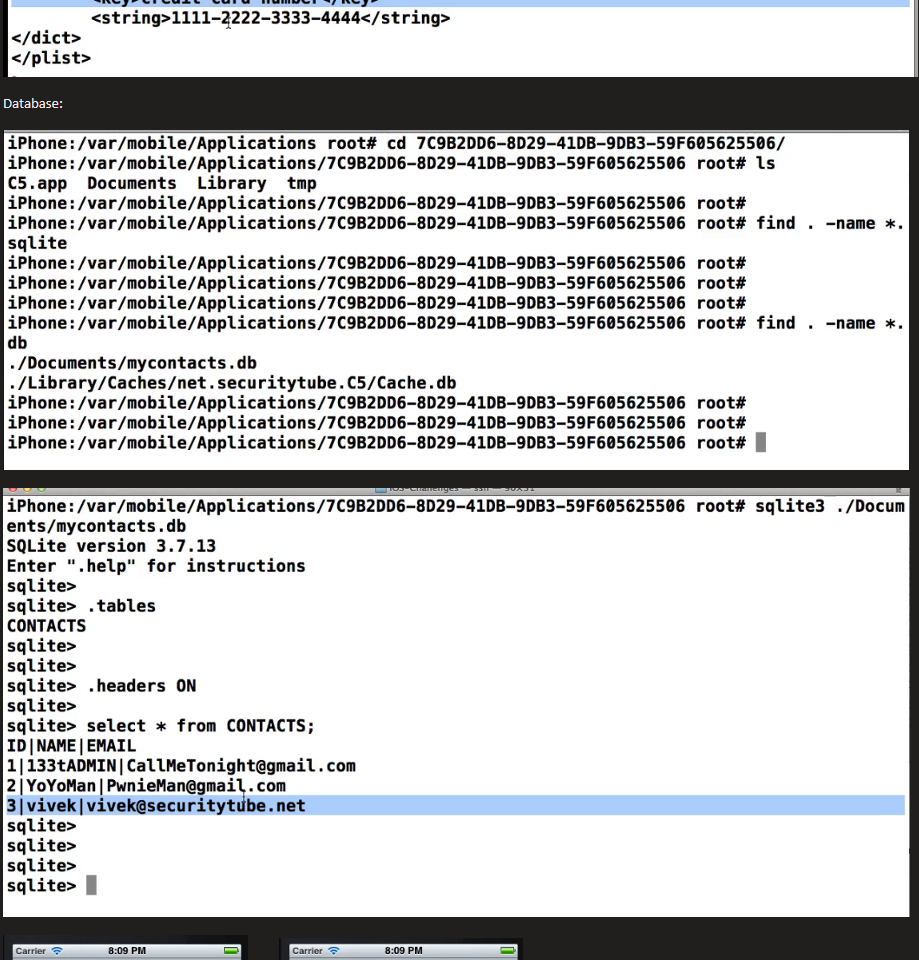 <key>credit-card-number</key>
<string>1111-2222-3333-4444</string>
</dict>
</plist>
Database:
iPhone:/var/mobile/Applications root# cd 7C9B2DD6-8D29-41DB-9DB3-59F605625506/
iPhone:/var/mobile/Applications/7C9B2DD6-8D29-41DB-9DB3-59F605625506 root# ls
C5.app  Documents  Library  tmp
iPhone:/var/mobile/Applications/7C9B2DD6-8D29-41DB-9DB3-59F605625506 root#
iPhone:/var/mobile/Applications/7C9B2DD6-8D29-41DB-9DB3-59F605625506 root# find . -name *.
sqlite
iPhone:/var/mobile/Applications/7C9B2DD6-8D29-41DB-9DB3-59F605625506 root#
iPhone:/var/mobile/Applications/7C9B2DD6-8D29-41DB-9DB3-59F605625506 root#
iPhone:/var/mobile/Applications/7C9B2DD6-8D29-41DB-9DB3-59F605625506 root#
iPhone:/var/mobile/Applications/7C9B2DD6-8D29-41DB-9DB3-59F605625506 root# find . -name *.
db
./Documents/mycontacts.db
./Library/Caches/net.securitytube.C5/Cache.db
iPhone:/var/mobile/Applications/7C9B2DD6-8D29-41DB-9DB3-59F605625506 root#
iPhone:/var/mobile/Applications/7C9B2DD6-8D29-41DB-9DB3-59F605625506 root#
iPhone:/var/mobile/Applications/7C9B2DD6-8D29-41DB-9DB3-59F605625506 root#
iOS-Challenges — ssh — 90×31
iPhone:/var/mobile/Applications/7C9B2DD6-8D29-41DB-9DB3-59F605625506 root# sqlite3 ./Docum
ents/mycontacts.db
SQLite version 3.7.13
Enter ".help" for instructions
sqlite>
sqlite> .tables
CONTACTS
sqlite>
sqlite>
sqlite> .headers ON
sqlite>
sqlite> select * from CONTACTS;
ID|NAME|EMAIL
1|133tADMIN|CallMeTonight@gmail.com
2|YoYoMan|PwnieMan@gmail.com
3|vivek|vivek@securitytube.net
sqlite>
sqlite>
sqlite>
sqlite>
Carrier 8:09 PM
Carrier 8:09 PM